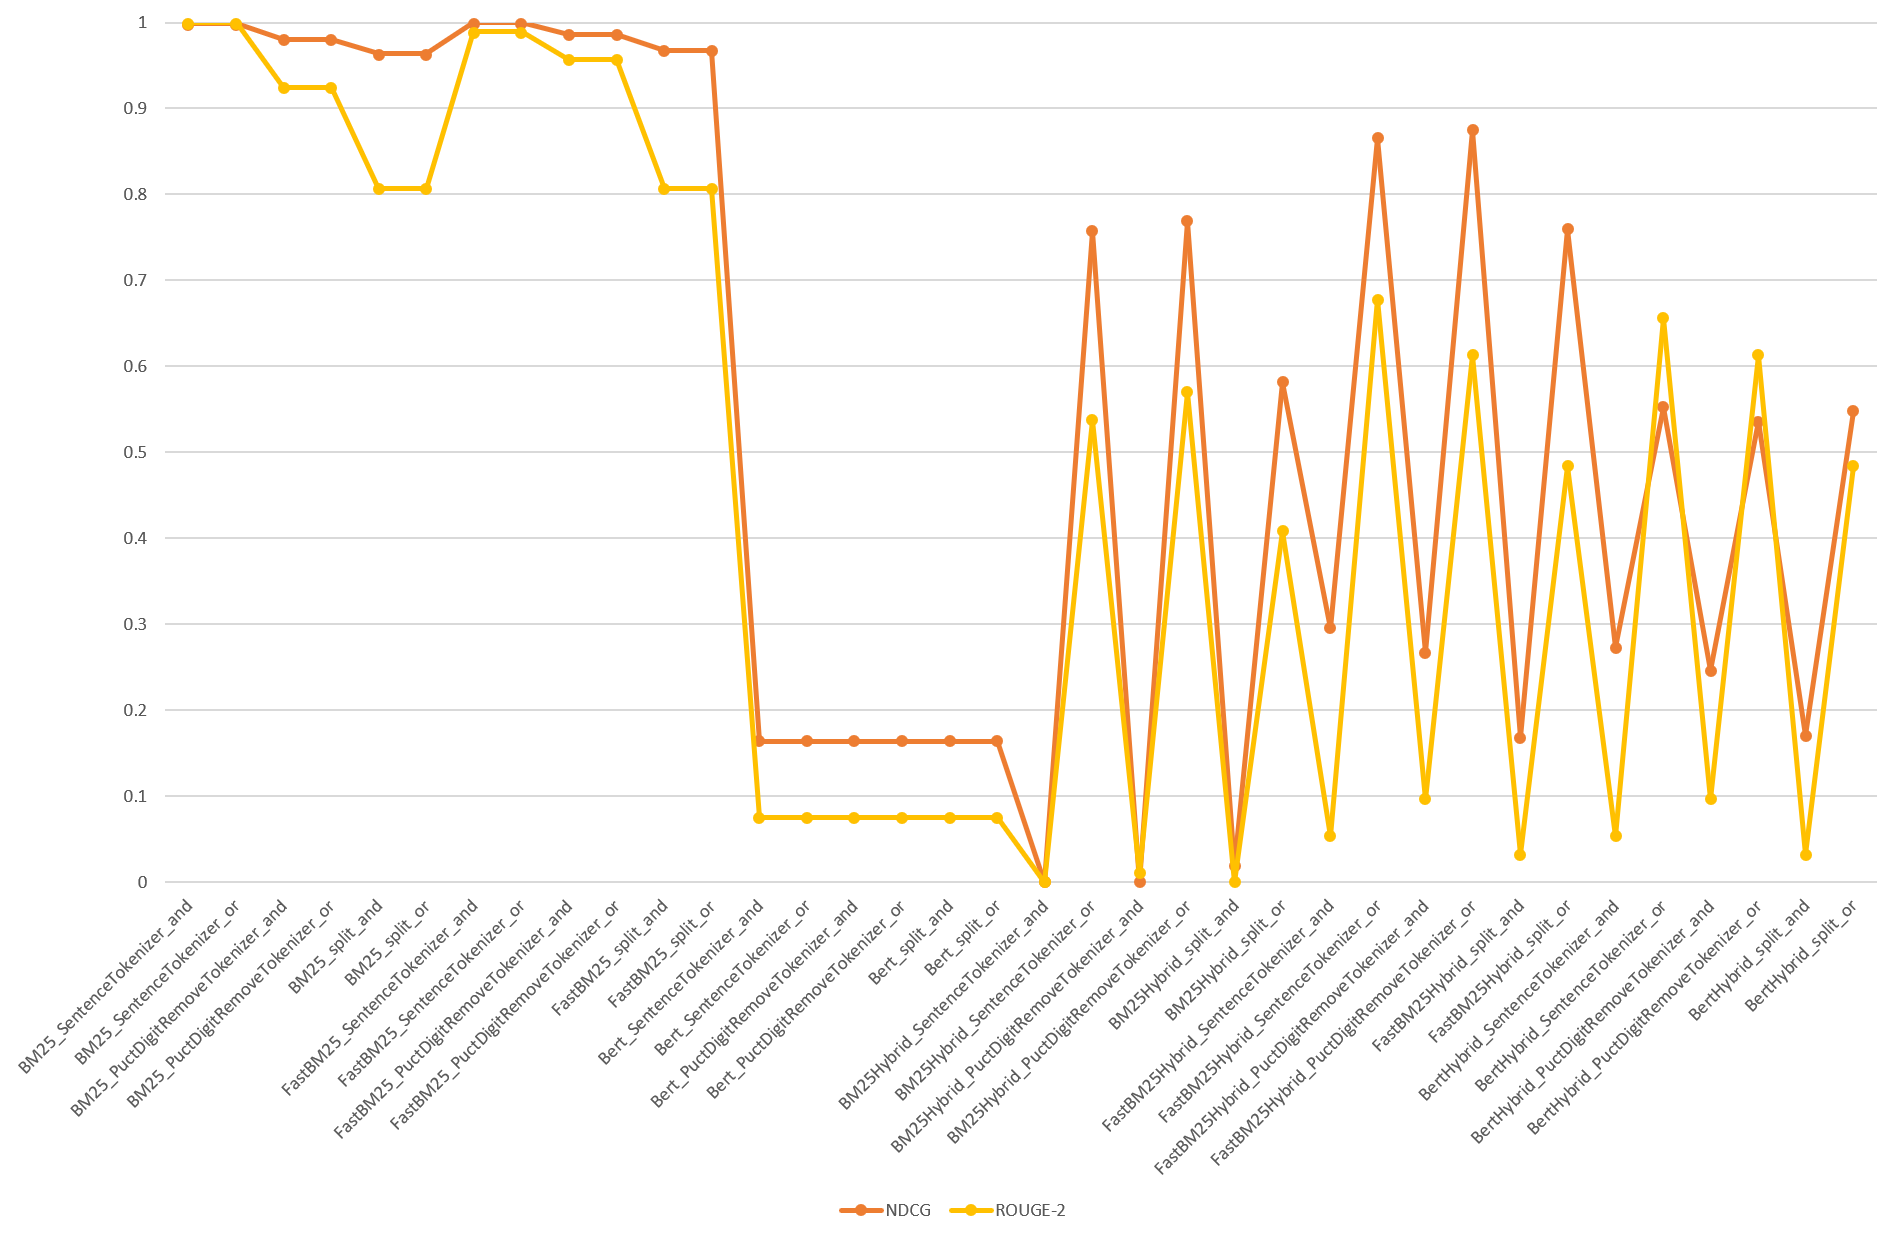 1
0.9
0.8
0.7
0.6
0.5
0.4
0.3
0.2
0.1
0
BM25_SentenceTokenizer_and
BM25_SentenceTokenizer_or
BM25_PuctDigitRemoveTokenizer_and
BM25_PuctDigitRemoveTokenizer_or
BM25_split_and
BM25_split_or
FastBM25_SentenceTokenizer_and
FastBM25_SentenceTokenizer_or
FastBM25_PuctDigitRemoveTokenizer_and
FastBM25_PuctDigitRemoveTokenizer_or
FastBM25_split_and
FastBM25_split_or
Bert_SentenceTokenizer_and
Bert_SentenceTokenizer_or
Bert_PuctDigitRemoveTokenizer_and
Bert_PuctDigitRemoveTokenizer_or
Bert_split_and
Bert_split_or
BM25Hybrid_SentenceTokenizer_and
BM25Hybrid_SentenceTokenizer_or
BM25Hybrid_PuctDigitRemoveTokenizer_and
BM25Hybrid_PuctDigitRemoveTokenizer_or
BM25Hybrid_split_and
BM25Hybrid_split_or
FastBM25Hybrid_SentenceTokenizer_and
FastBM25Hybrid_SentenceTokenizer_or
FastBM25Hybrid_PuctDigitRemoveTokenizer_and
FastBM25Hybrid_PuctDigitRemoveTokenizer_or
FastBM25Hybrid_split_and
FastBM25Hybrid_split_or
BertHybrid_SentenceTokenizer_and
BertHybrid_SentenceTokenizer_or
BertHybrid_PuctDigitRemoveTokenizer_and
BertHybrid_PuctDigitRemoveTokenizer_or
BertHybrid_split_and
BertHybrid_split_or
NDCG ROUGE-2